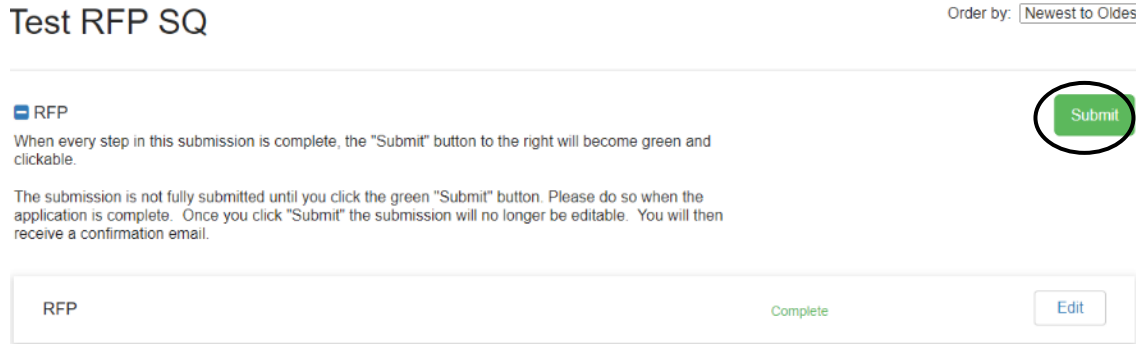 Test RFP SQ
Order by: Newest to Oldes
RFP
Submit
When every step in this submission is complete, the "Submit" button to the right will become green and
clickable.
The submission is not fully submitted until you click the green "Submit" button. Please do so when the
application is complete. Once you click "Submit" the submission will no longer be editable. You will then
receive a confirmation email.
RFP
Complete
Edit